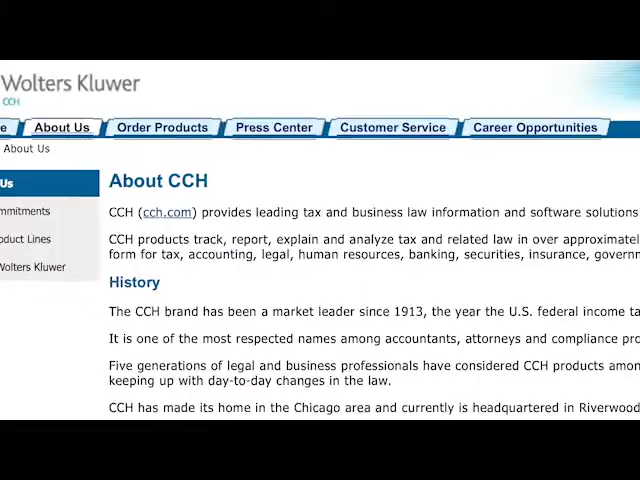 Wolters Kluwer
CCH
e
About Us
Order Products
Press Center
Customer Service
Career Opportunities
About Us
Us
About CCH
mmitments
CCH (cch.com) provides leading tax and business law information and software solutions
oduct Lines
CCH products track, report, explain and analyze tax and related law in over approximatel
form for tax, accounting, legal, human resources, banking, securities, insurance, governm
Wolters Kluwer
History
The CCH brand has been a market leader since 1913, the year the U.S. federal income ta
It is one of the most respected names among accountants, attorneys and compliance pro
Five generations of legal and business professionals have considered CCH products amon
keeping up with day-to-day changes in the law.
CCH has made its home in the Chicago area and currently is headquartered in Riverwood